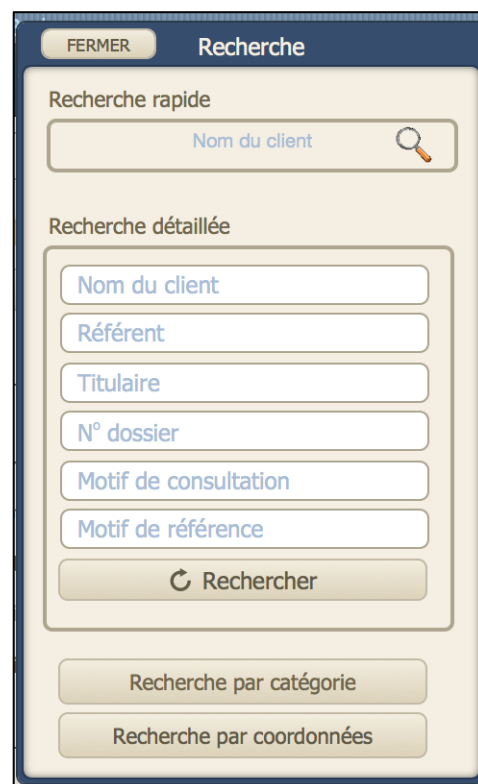 FERMER
Recherche
Recherche rapide
Nom du client
Recherche détaillée
Nom du client
Référent
Titulaire
N° dossier
Motif de consultation
Motif de référence
Rechercher
Recherche par catégorie
Recherche par coordonnées